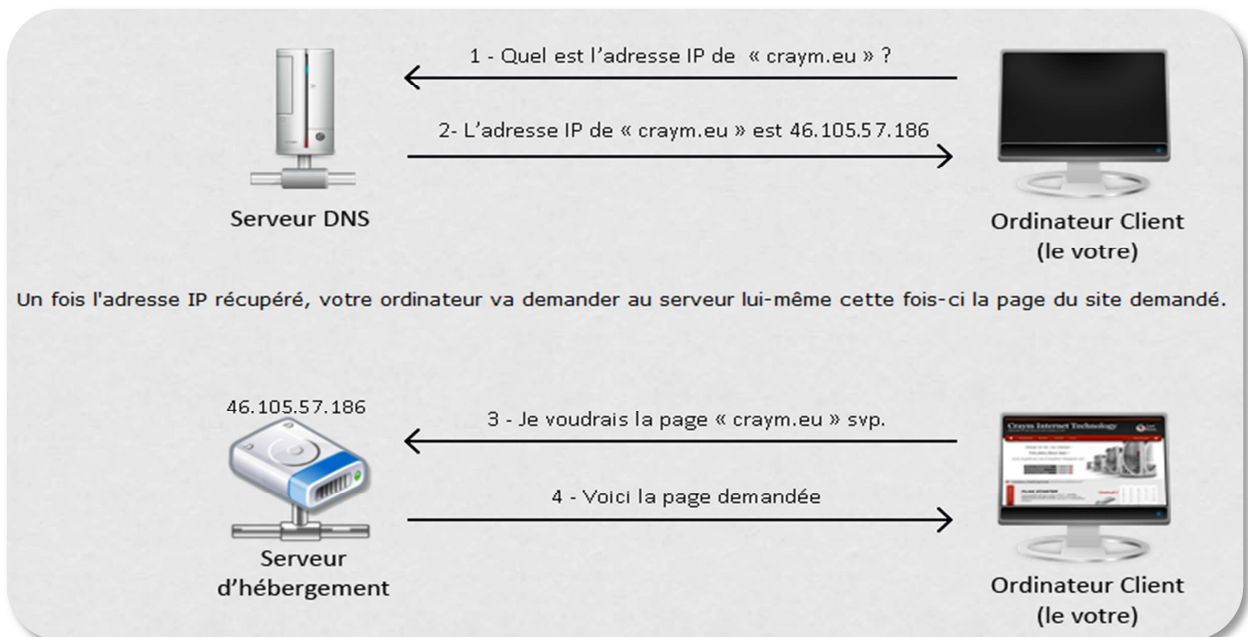 1 - Quel est l’adresse IP de « craym.eu » ?
2- L’adresse IP de « craym.eu » est 46.105.57.186
Serveur DNS
Ordinateur Client
(le votre)
Un fois l'adresse IP récupéré, votre ordinateur va demander au serveur lui-même cette fois-ci la page du site demandé.
46.105.57.186
3 - Je voudrais la page « craym.eu » svp.
Craym Internet Technology
4 - Voici la page demandée
Serveur
d’hébergement
Ordinateur Client
(le votre)